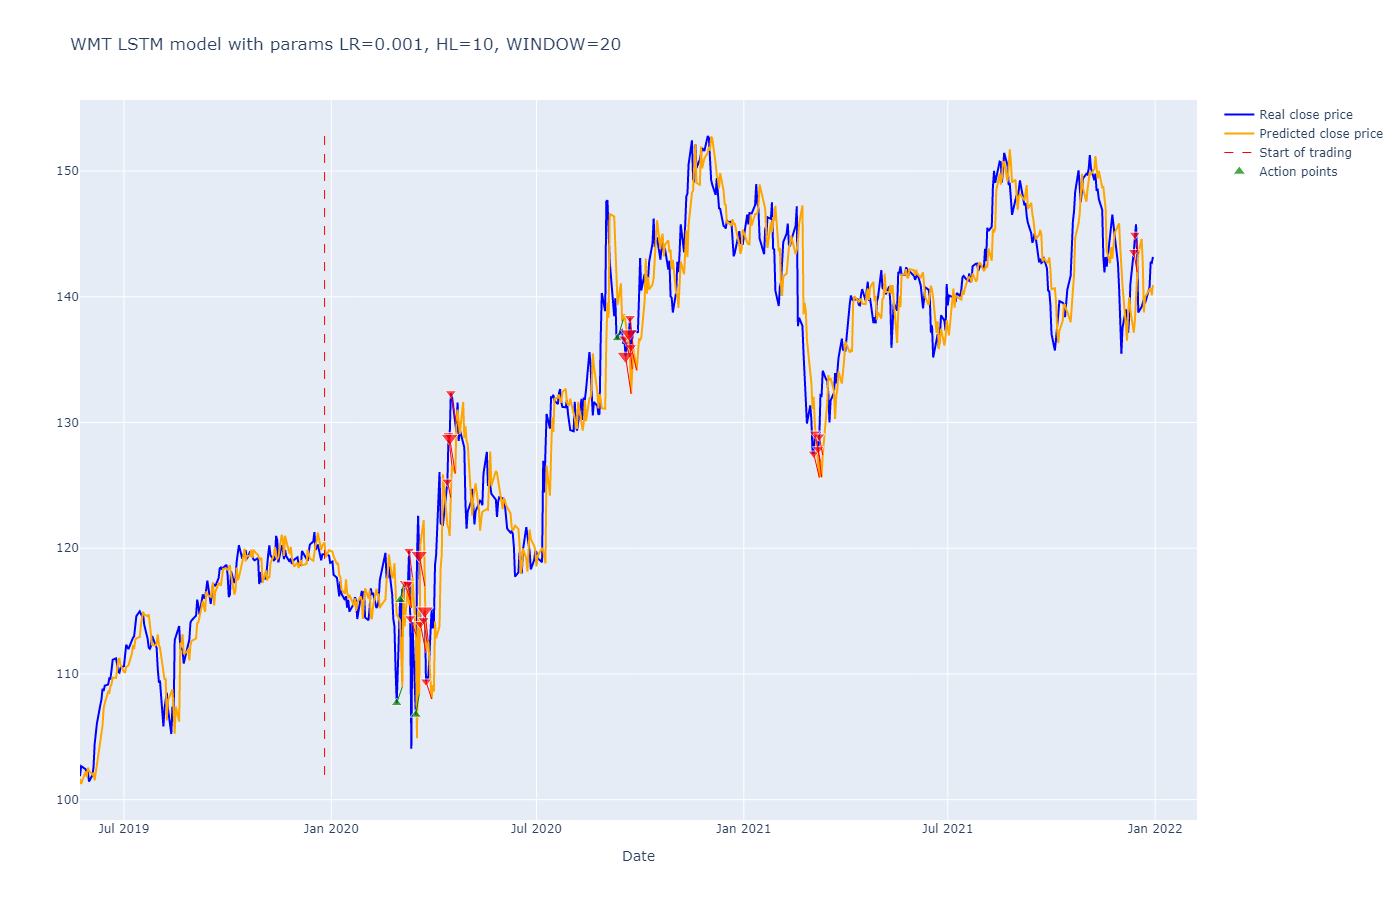 WMT LSTM model with params LR=0.001, HL=10, WINDOW=20
Real close price
Predicted close price
Start of trading
Action points
150
140
130
120
110
100
Jul 2019
Jan 2020
Jul 2020
Jan 2021
Jul 2021
Jan 2022
Date